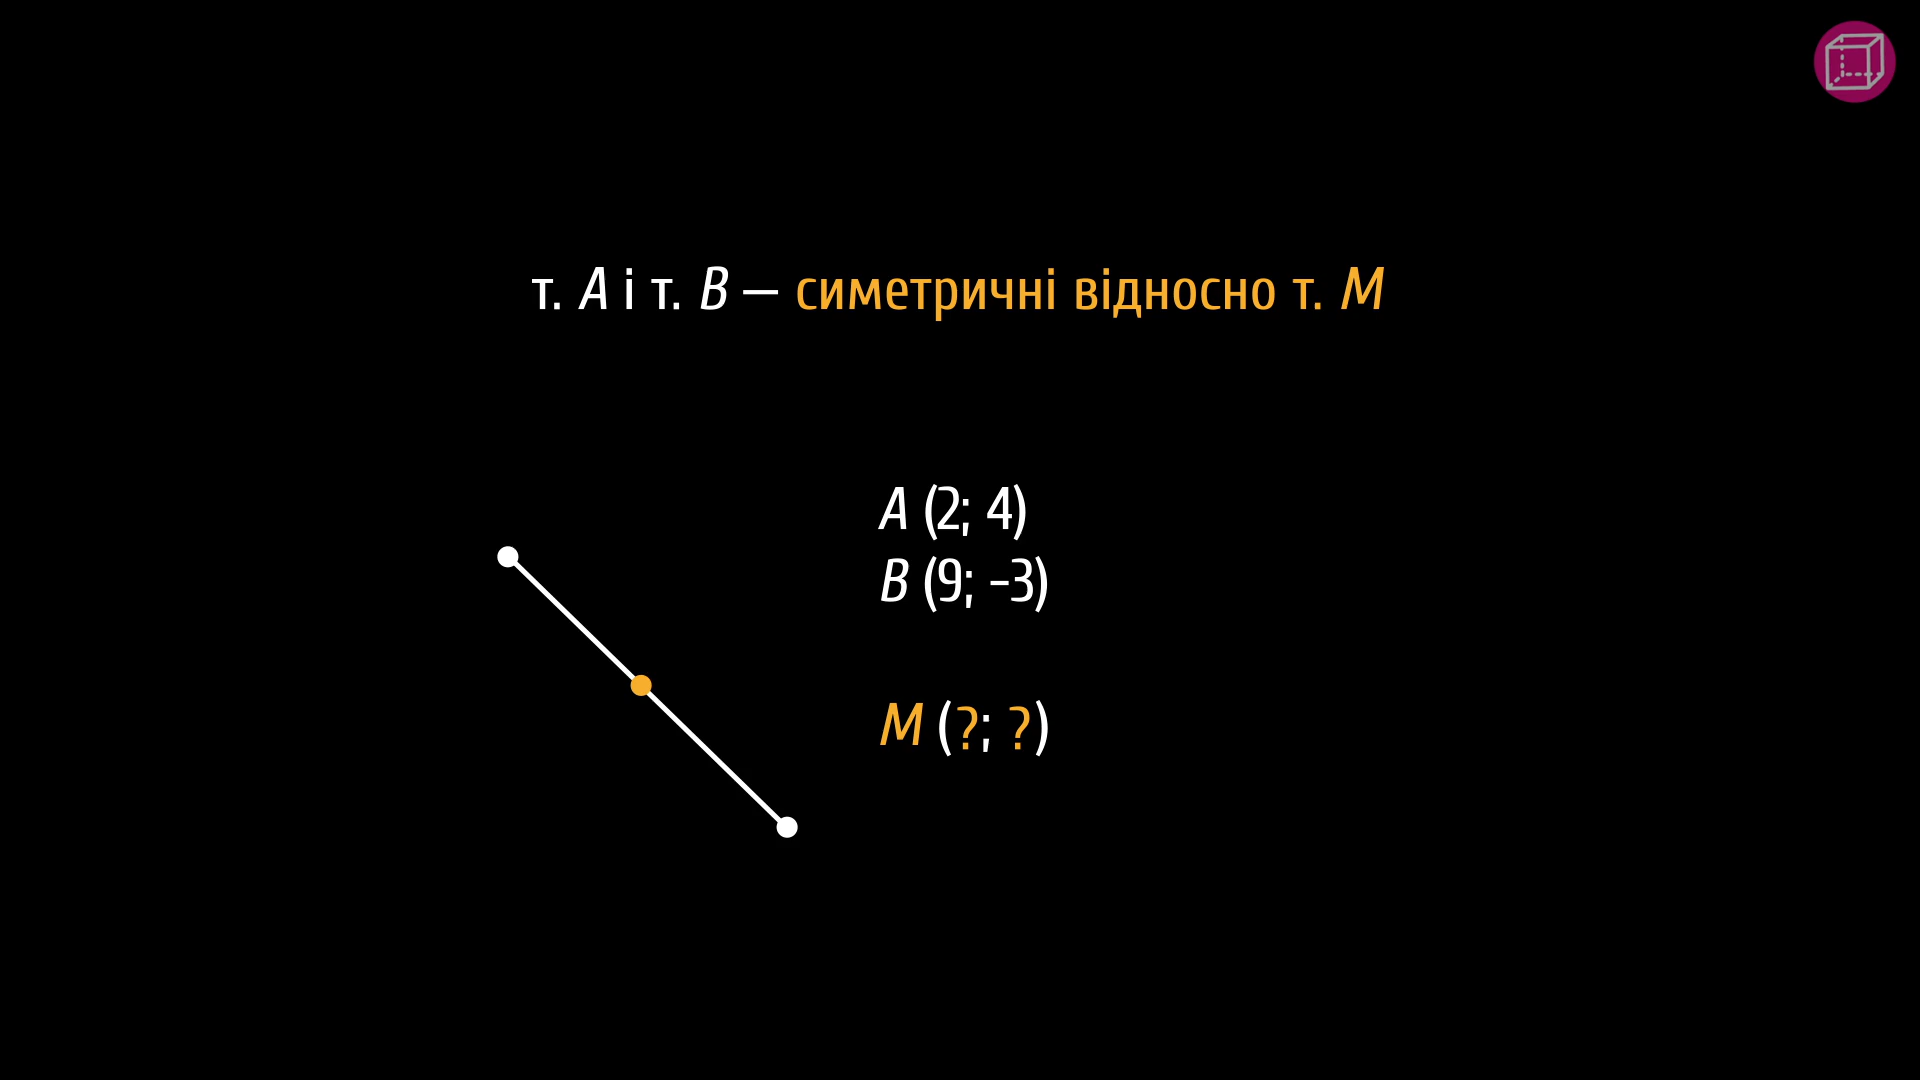 т. A і т. B – симетричні відносно т. M
A (2; 4)
B (9; -3)
M (?; ?)